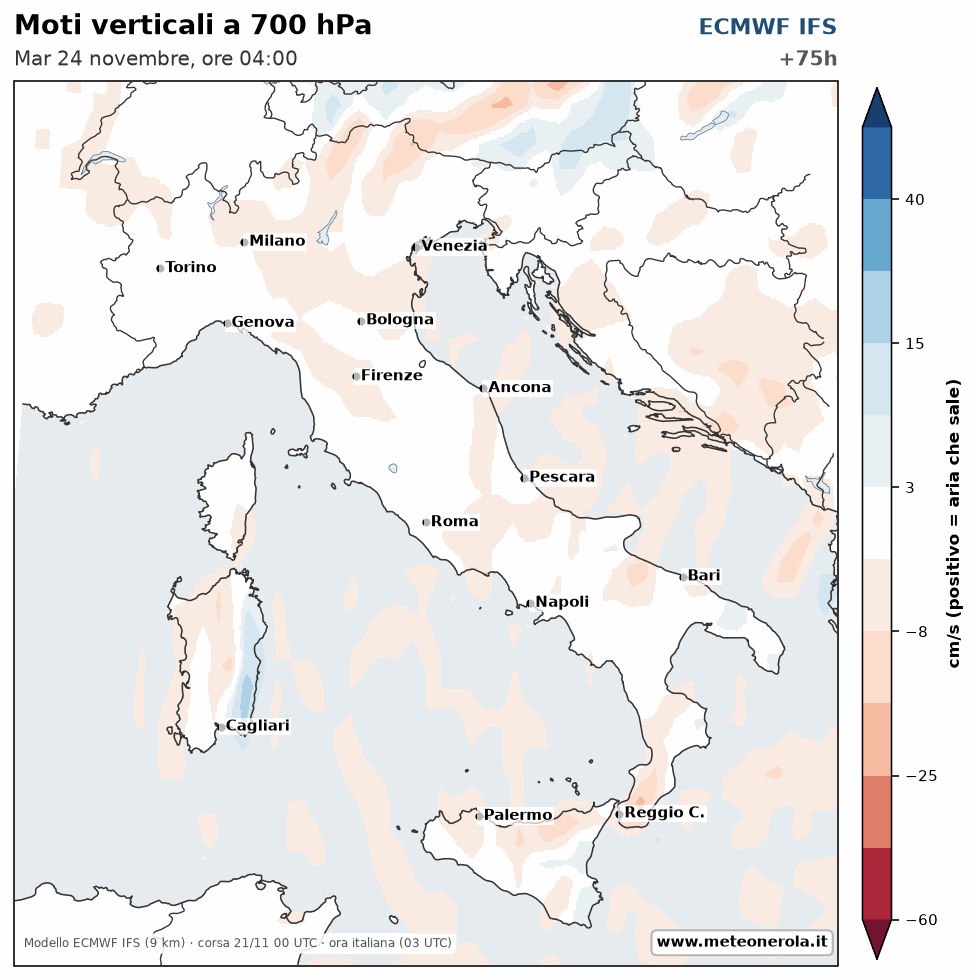 Moti verticali a 700 hPa
ECMWF IFS
Mar 24 novembre, ore 04:00
+75h
Milano
Venezia
Torino
Genova
Bologna
Firenze
Ancona
Pescara
Roma
Bari
Napoli
Cagliari
Palermo
Reggio C.
40
15
3
−8
−25
−60
cm/s (positivo = aria che sale)
Modello ECMWF IFS (9 km) · corsa 21/11 00 UTC · ora italiana (03 UTC)
www.meteonerola.it